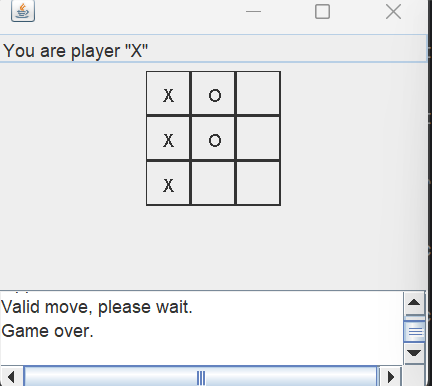 You are player "X"
X O
X O
X
Valid move, please wait.
Game over.